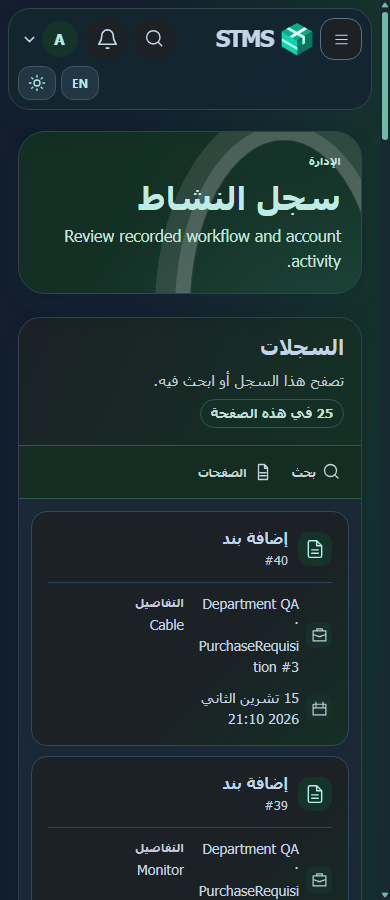 STMS
A
EN
الإدارة
سجل النشاط
Review recorded workflow and account
activity.
السجلات
تصفح هذا السجل أو ابحث فيه.
25 في هذه الصفحة
بحث
الصفحات
إضافة بند
#40
Department QA
·
PurchaseRequisi
tion #3
التفاصيل
Cable
15 تشرين الثاني
2026 21:10
إضافة بند
#39
Department QA
·
PurchaseRequisi
التفاصيل
Monitor